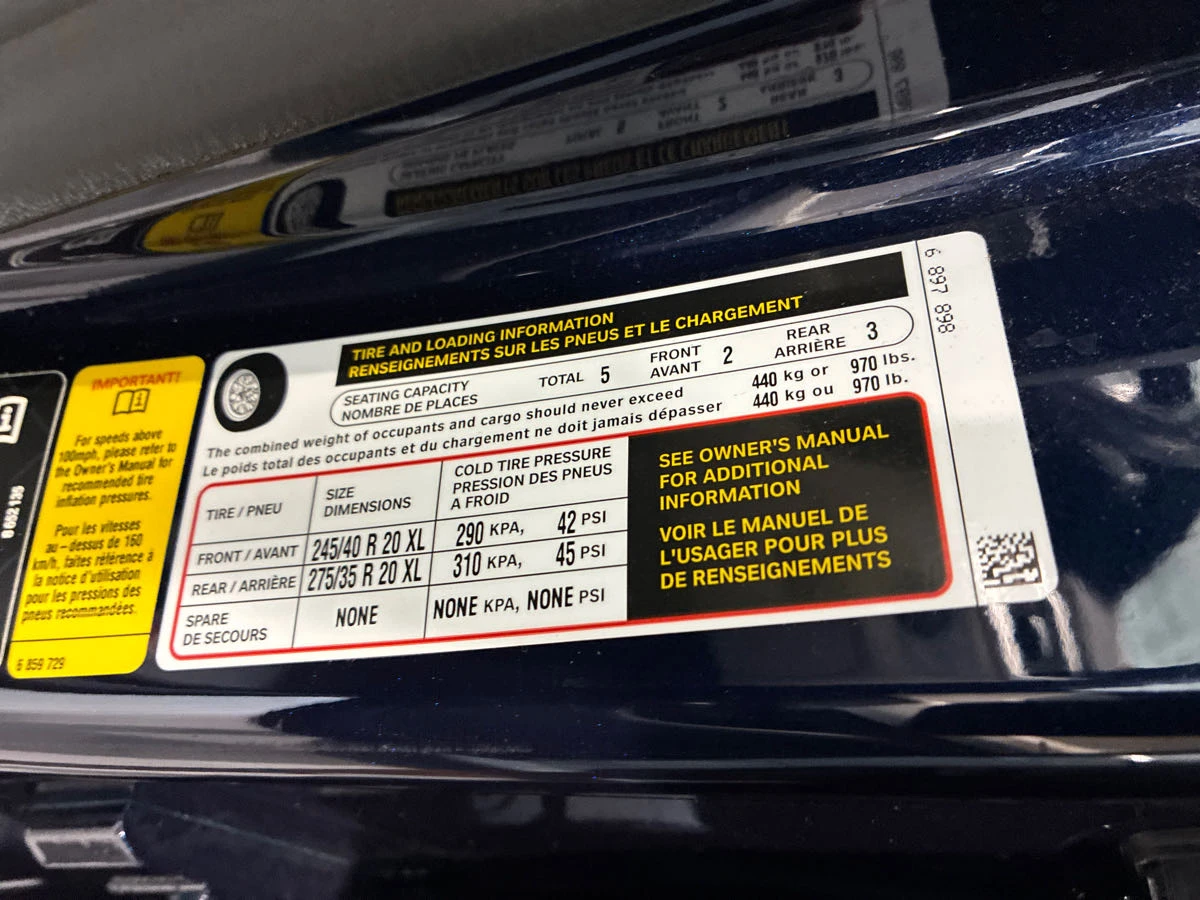 6 652 135
IMPORTANT!
For speeds above
100mph, please refer to
the Owner's Manual for
recommended tire
inflation pressures.
Pour les vitesses
au-dessus de 160
km/h, faites référence à
la notice d'utilisation
pour les pressions des
pneus recommandées.
6 859 729
TIRE AND LOADING INFORMATION
RENSEIGNEMENTS SUR LES PNEUS ET LE CHARGEMENT
SEATING CAPACITY
NOMBRE DE PLACES
TOTAL 5
FRONT
AVANT 2
REAR
ARRIÈRE 3
The combined weight of occupants and cargo should never exceed 440 kg or 970 lbs.
Le poids total des occupants et du chargement ne doit jamais dépasser 440 kg ou 970 lb.
TIRE / PNEU
SIZE
DIMENSIONS
COLD TIRE PRESSURE
PRESSION DES PNEUS
A FROID
FRONT / AVANT 245/40 R 20 XL 290 KPA, 42 PSI
REAR / ARRIÈRE 275/35 R 20 XL 310 KPA, 45 PSI
SPARE
DE SECOURS NONE NONE KPA, NONE PSI
SEE OWNER'S MANUAL
FOR ADDITIONAL
INFORMATION
VOIR LE MANUEL DE
L'USAGER POUR PLUS
DE RENSEIGNEMENTS
6 897 898